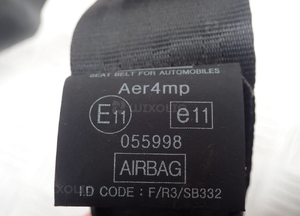 SEAT BELT FOR AUTOMOBILES
Aer4mp
E11 e11
055998
AIRBAG
I.D CODE : F/R3/SB332